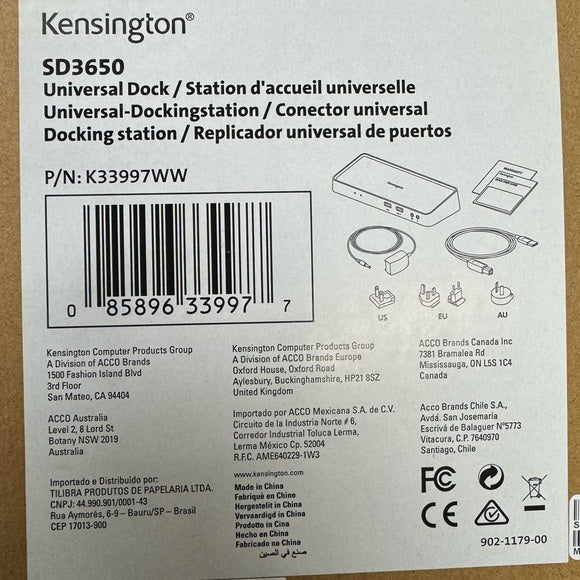 Kensington®
SD3650
Universal Dock / Station d'accueil universelle
Universal-Dockingstation / Conector universal
Docking station / Replicador universal de puertos
P/N: K33997WW
WARRANTY
Kensington
Kensington
US
EU
AU
0 85896 33997 7
Kensington Computer Products Group
A Division of ACCO Brands
1500 Fashion Island Blvd
3rd Floor
San Mateo, CA 94404
ACCO Australia
Level 2, 8 Lord St
Botany NSW 2019
Australia
Importado e Distribuído por:
TILIBRA PRODUTOS DE PAPELARIA LTDA.
CNPJ: 44.990.901/0001-43
Rua Aymorés, 6-9 – Bauru/SP – Brasil
CEP 17013-900
Kensington Computer Products Group
A Division of ACCO Brands Europe
Oxford House, Oxford Road
Aylesbury, Buckinghamshire, HP21 8SZ
United Kingdom
Importado por ACCO Mexicana S.A. de C.V.
Circuito de la Industria Norte # 6,
Corredor Industrial Toluca Lerma,
Lerma México Cp. 52004
R.F.C. AME640229-1W3
www.kensington.com
Made in China
Fabriqué en China
Hergestelit in China
Vervaardigd in China
Prodotto in Cina
Hecho en China
صنع في الصين
ACCO Brands Canada Inc
7381 Bramalea Rd
Mississauga, ON L5S 1C4
Canada
Acco Brands Chile S.A.,
Avdá. San Josemaría
Escrivá de Balaguer N°5773
Vitacura, C.P. 7640970
Santiago, Chile
FC
CE
902-1179-00
S
M